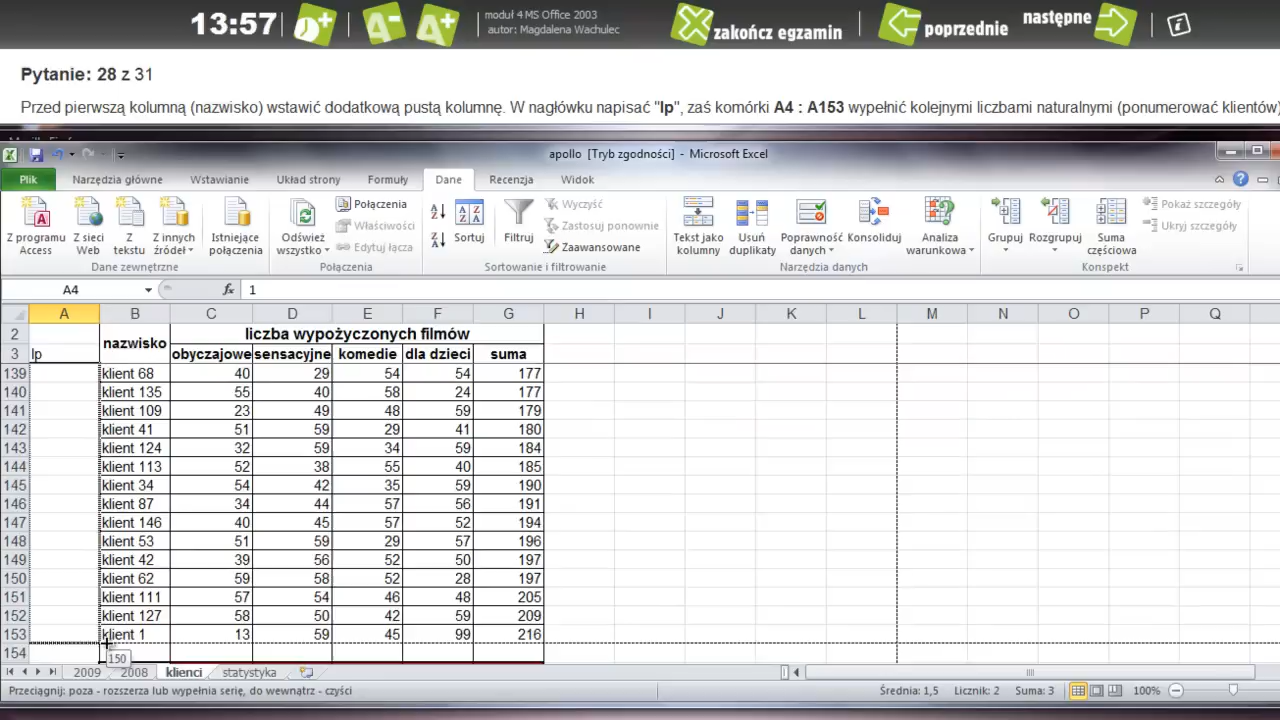 13:57
moduł 4 MS Office 2003
autor: Magdalena Wachulec
zakończ egzamin
poprzednie
następne
Pytanie: 28 z 31
Przed pierwszą kolumną (nazwisko) wstawić dodatkową pustą kolumnę. W nagłówku napisać "lp", zaś komórki A4 : A153 wypełnić kolejnymi liczbami naturalnymi (ponumerować klientów)
apollo [Tryb zgodności] - Microsoft Excel
Plik Narzędzia główne Wstawianie Układ strony Formuły Dane Recenzja Widok
Z programu Access
Z sieci Web
Z tekstu
Z innych źródeł
Istniejące połączenia
Dane zewnętrzne
Odśwież wszystko
Połączenia
Właściwości
Edytuj łącza
Połączenia
Sortuj
Filtruj
Wyczyść
Zastosuj ponownie
Zaawansowane
Sortowanie i filtrowanie
Tekst jako kolumny
Usuń duplikaty
Poprawność danych
Konsoliduj
Analiza warunkowa
Narzędzia danych
Grupuj
Rozgrupuj
Suma częściowa
Pokaż szczegóły
Ukryj szczegóły
Konspekt
A4 fx 1
A B C D E F G H I J K L M N O P Q
2 nazwisko liczba wypożyczonych filmów
3 lp obyczajowe sensacyjne komedie dla dzieci suma
139 klient 68 40 29 54 54 177
140 klient 135 55 40 58 24 177
141 klient 109 23 49 48 59 179
142 klient 41 51 59 29 41 180
143 klient 124 32 59 34 59 184
144 klient 113 52 38 55 40 185
145 klient 34 54 42 35 59 190
146 klient 87 34 44 57 56 191
147 klient 146 40 45 57 52 194
148 klient 53 51 59 29 57 196
149 klient 42 39 56 52 50 197
150 klient 62 59 58 52 28 197
151 klient 111 57 54 46 48 205
152 klient 127 58 50 42 59 209
153 klient 1 13 59 45 99 216
154
150
2009 2008 klienci statystyka
Przeciągnij: poza - rozszerza lub wypełnia serię, do wewnątrz - czyści
Średnia: 1,5 Licznik: 2 Suma: 3 100%